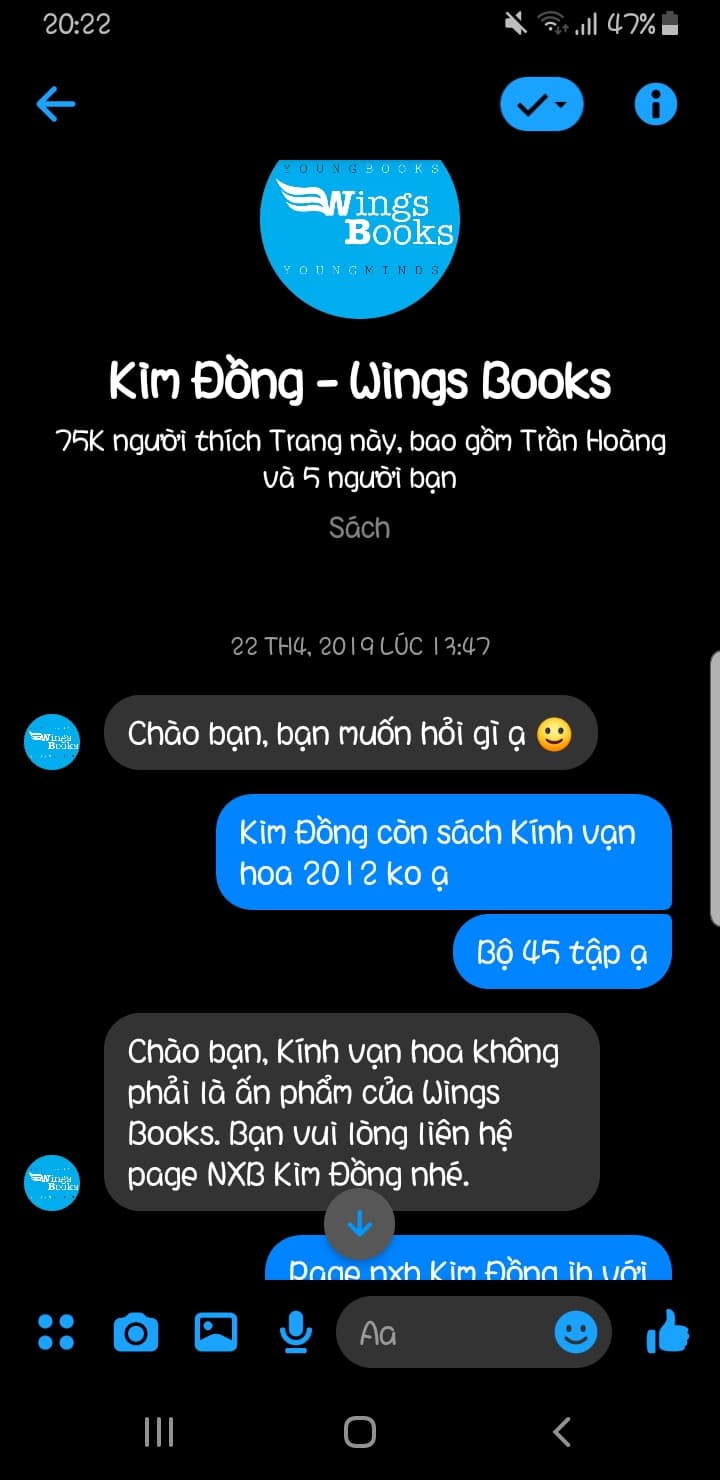 20:22
47%
YOUNGBOOKS
Wings
Books
YOUNGMINDS
Kim Đồng - Wings Books
75K người thích Trang này, bao gồm Trần Hoàng
và 5 người bạn
Sách
22 TH4, 2019 LÚC 13:47
Chào bạn, bạn muốn hỏi gì ạ 🙂
Wings
Books
Kim Đồng còn sách Kính vạn
hoa 2012 ko ạ
Bộ 45 tập ạ
Chào bạn, Kính vạn hoa không
phải là ấn phẩm của Wings
Books. Bạn vui lòng liên hệ
page NXB Kim Đồng nhé.
Wings
Books
Page nxb Kim Đồng ib với
Aa